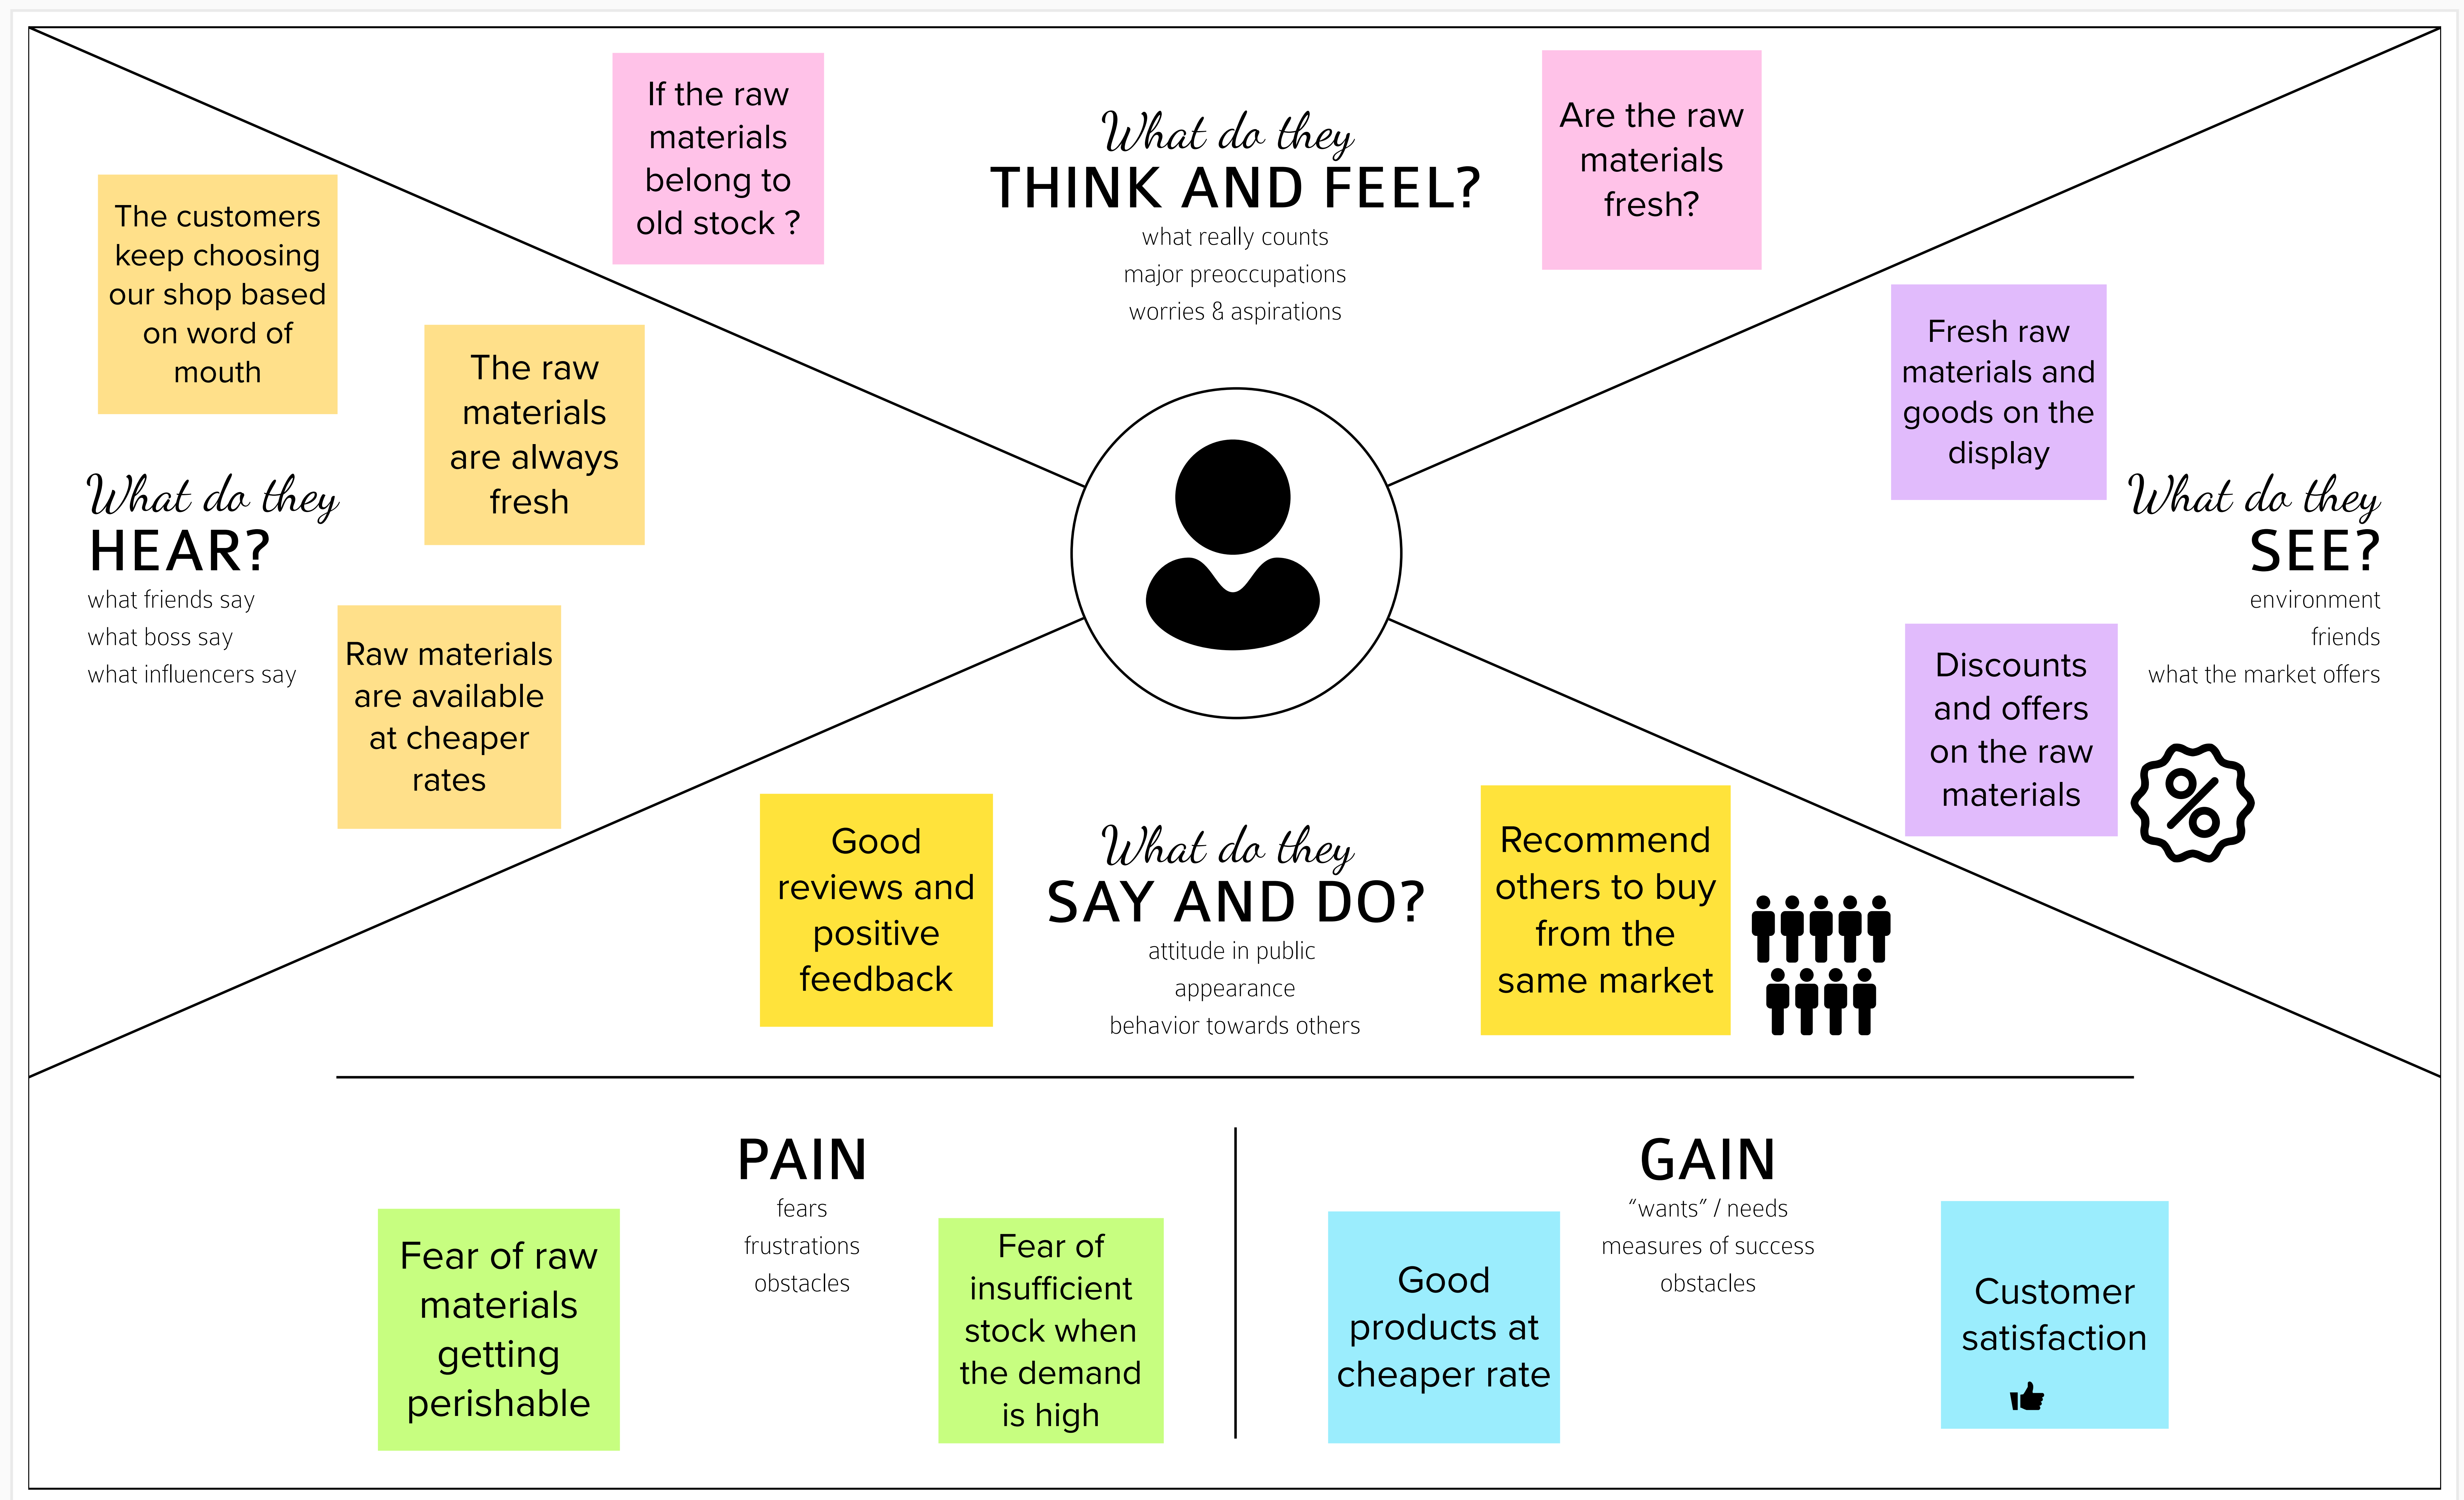 If the raw
materials
belong to
old stock ?
What do they
THINK AND FEEL?
what really counts
major preoccupations
worries & aspirations
Are the raw
materials
fresh?
The customers
keep choosing
our shop based
on word of
mouth
The raw
materials
are always
fresh
What do they
HEAR?
what friends say
what boss say
what influencers say
Raw materials
are available
at cheaper
rates
Fresh raw
materials and
goods on the
display
What do they
SEE?
environment
friends
what the market offers
Discounts
and offers
on the raw
materials
%
Good
reviews and
positive
feedback
What do they
SAY AND DO?
attitude in public
appearance
behavior towards others
Recommend
others to buy
from the
same market
PAIN
fears
frustrations
obstacles
Fear of raw
materials
getting
perishable
Fear of
insufficient
stock when
the demand
is high
GAIN
“wants” / needs
measures of success
obstacles
Good
products at
cheaper rate
Customer
satisfaction